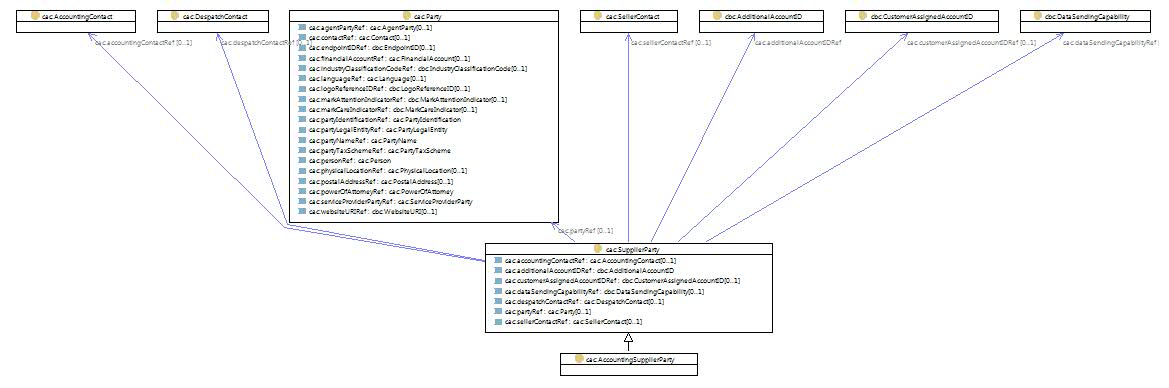 cac:AccountingContact
cac:DespatchContact
cac:Party
cac:SellerContact
cbc:AdditionalAccountID
cbc:CustomerAssignedAccountID
cbc:DataSendingCapability
cac:agentPartyRef : cac:AgentParty[0..1]
cac:contactRef : cac:Contact[0..1]
cac:endpointIDRef : cbc:EndpointID[0..1]
cac:financialAccountRef : cac:FinancialAccount[0..1]
cac:industryClassificationCodeRef : cbc:IndustryClassificationCode[0..1]
cac:languageRef : cac:Language[0..1]
cac:logoReferenceIDRef : cbc:LogoReferenceID[0..1]
cac:markAttentionIndicatorRef : cbc:MarkAttentionIndicator[0..1]
cac:markCareIndicatorRef : cbc:MarkCareIndicator[0..1]
cac:partyIdentificationRef : cac:PartyIdentification
cac:partyLegalEntityRef : cac:PartyLegalEntity
cac:partyNameRef : cac:PartyName
cac:partyTaxSchemeRef : cac:PartyTaxScheme
cac:personRef : cac:Person
cac:physicalLocationRef : cac:PhysicalLocation[0..1]
cac:postalAddressRef : cac:PostalAddress[0..1]
cac:powerOfAttorneyRef : cac:PowerOfAttorney
cac:serviceProviderPartyRef : cac:ServiceProviderParty
cac:websiteURIRef : cbc:WebsiteURI[0..1]
cac:accountingContactRef [0..1]
cac:despatchContactRef [0..1]
cac:sellerContactRef [0..1]
cac:additionalAccountIDRef
cac:customerAssignedAccountIDRef [0..1]
cac:dataSendingCapabilityRef
cac:partyRef [0..1]
cac:SupplierParty
cac:accountingContactRef : cac:AccountingContact[0..1]
cac:additionalAccountIDRef : cbc:AdditionalAccountID
cac:customerAssignedAccountIDRef : cbc:CustomerAssignedAccountID[0..1]
cac:dataSendingCapabilityRef : cbc:DataSendingCapability[0..1]
cac:despatchContactRef : cac:DespatchContact[0..1]
cac:partyRef : cac:Party[0..1]
cac:sellerContactRef : cac:SellerContact[0..1]
cac:AccountingSupplierParty